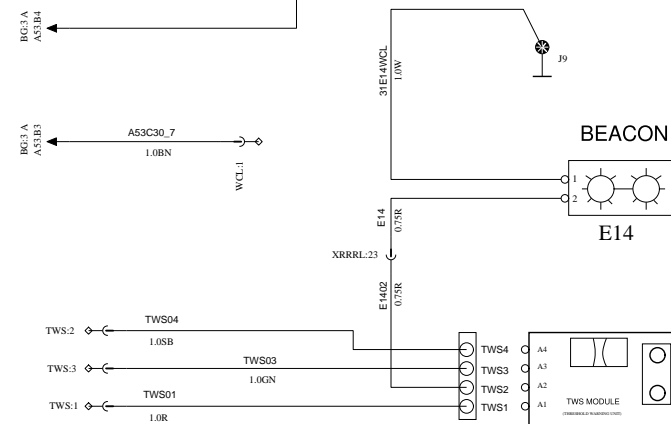 BG:3 A
A53.B4
31E14WCL
1.0W
J9
BG:3 A
A53.B3
A53C30_7
1.0BN
WCL:1
BEACON
1
2
E14
E14
0.75R
XRRRL:23
E1402
0.75R
TWS:2
TWS04
1.0SB
TWS:3
TWS03
1.0GN
TWS:1
TWS01
1.0R
TWS4
TWS3
TWS2
TWS1
A4
A3
A2
A1
TWS MODULE
(THRESHOLD WARNING UNIT)